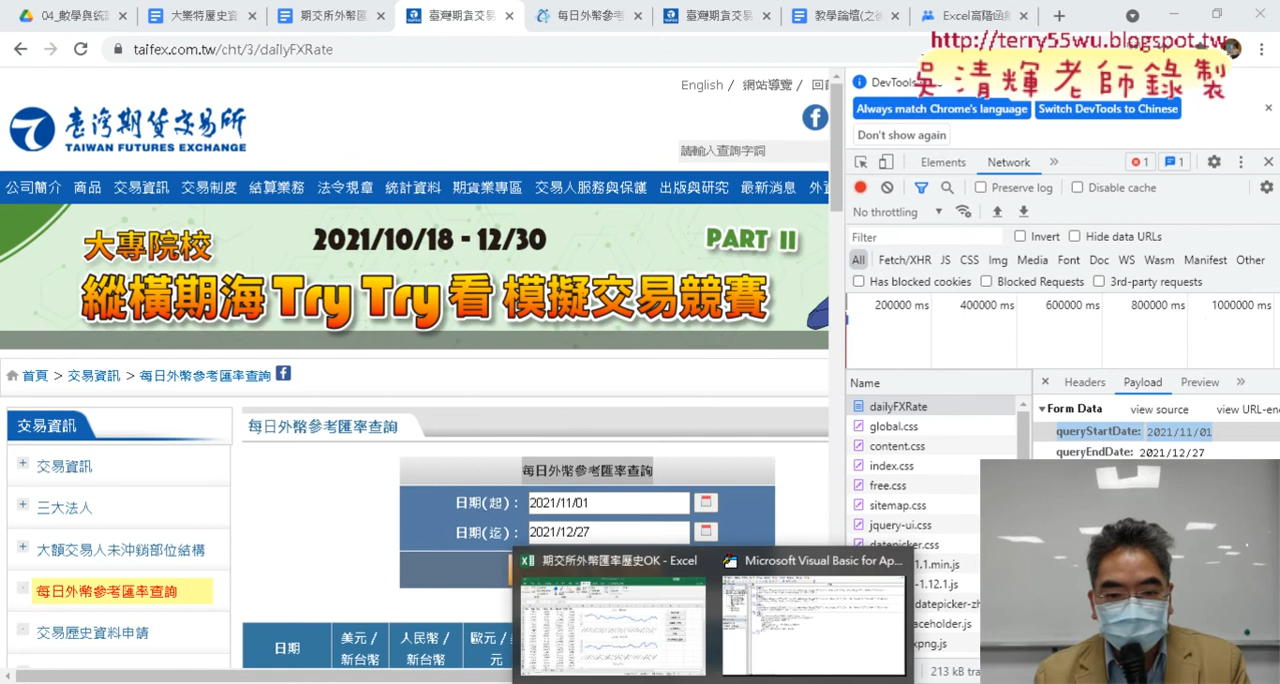 04_數學與統
大業特歷史資
期交所外幣匯
臺灣期貨交易
每日外幣參考
臺灣期貨交易
教學論壇(之後
Excel高階函
taifex.com.tw/cht/3/dailyFXRate
http://terry55wu.blogspot.tw
吳清輝老師錄製
English / 網站導覽 / 回首
DevTools
Always match Chrome's language
Switch DevTools to Chinese
Don't show again
臺灣期貨交易所
TAIWAN FUTURES EXCHANGE
請輸入查詢字詞
Elements
Network
1
1
公司簡介 商品 交易資訊 交易制度 結算業務 法令規章 統計資料 期貨業專區 交易人服務與保護 出版與研究 最新消息 外資
Preserve log
Disable cache
No throttling
大專院校
2021/10/18 - 12/30
PART II
縱橫期海 Try Try 看 模擬交易競賽
Filter
Invert
Hide data URLs
All Fetch/XHR JS CSS Img Media Font Doc WS Wasm Manifest Other
Has blocked cookies
Blocked Requests
3rd-party requests
200000 ms
400000 ms
600000 ms
800000 ms
1000000 ms
首頁 > 交易資訊 > 每日外幣參考匯率查詢
Name
Headers
Payload
Preview
dailyFXRate
global.css
content.css
index.css
free.css
sitemap.css
jquery-ui.css
datepicker.css
1.1.min.js
-1.12.1.js
atepicker-zh
aceholder.js
xpng.js
213 kB tra
Form Data
view source
view URL-en
queryStartDate: 2021/11/01
queryEndDate: 2021/12/27
交易資訊
交易資訊
三大法人
大額交易人未沖銷部位結構
每日外幣參考匯率查詢
交易歷史資料申請
每日外幣參考匯率查詢
每日外幣參考匯率查詢
日期(起)： 2021/11/01
日期(迄)： 2021/12/27
日期
美元 / 新台幣
人民幣 / 新台幣
歐元 /
元
期交所外幣匯率歷史OK - Excel
Microsoft Visual Basic for Ap...